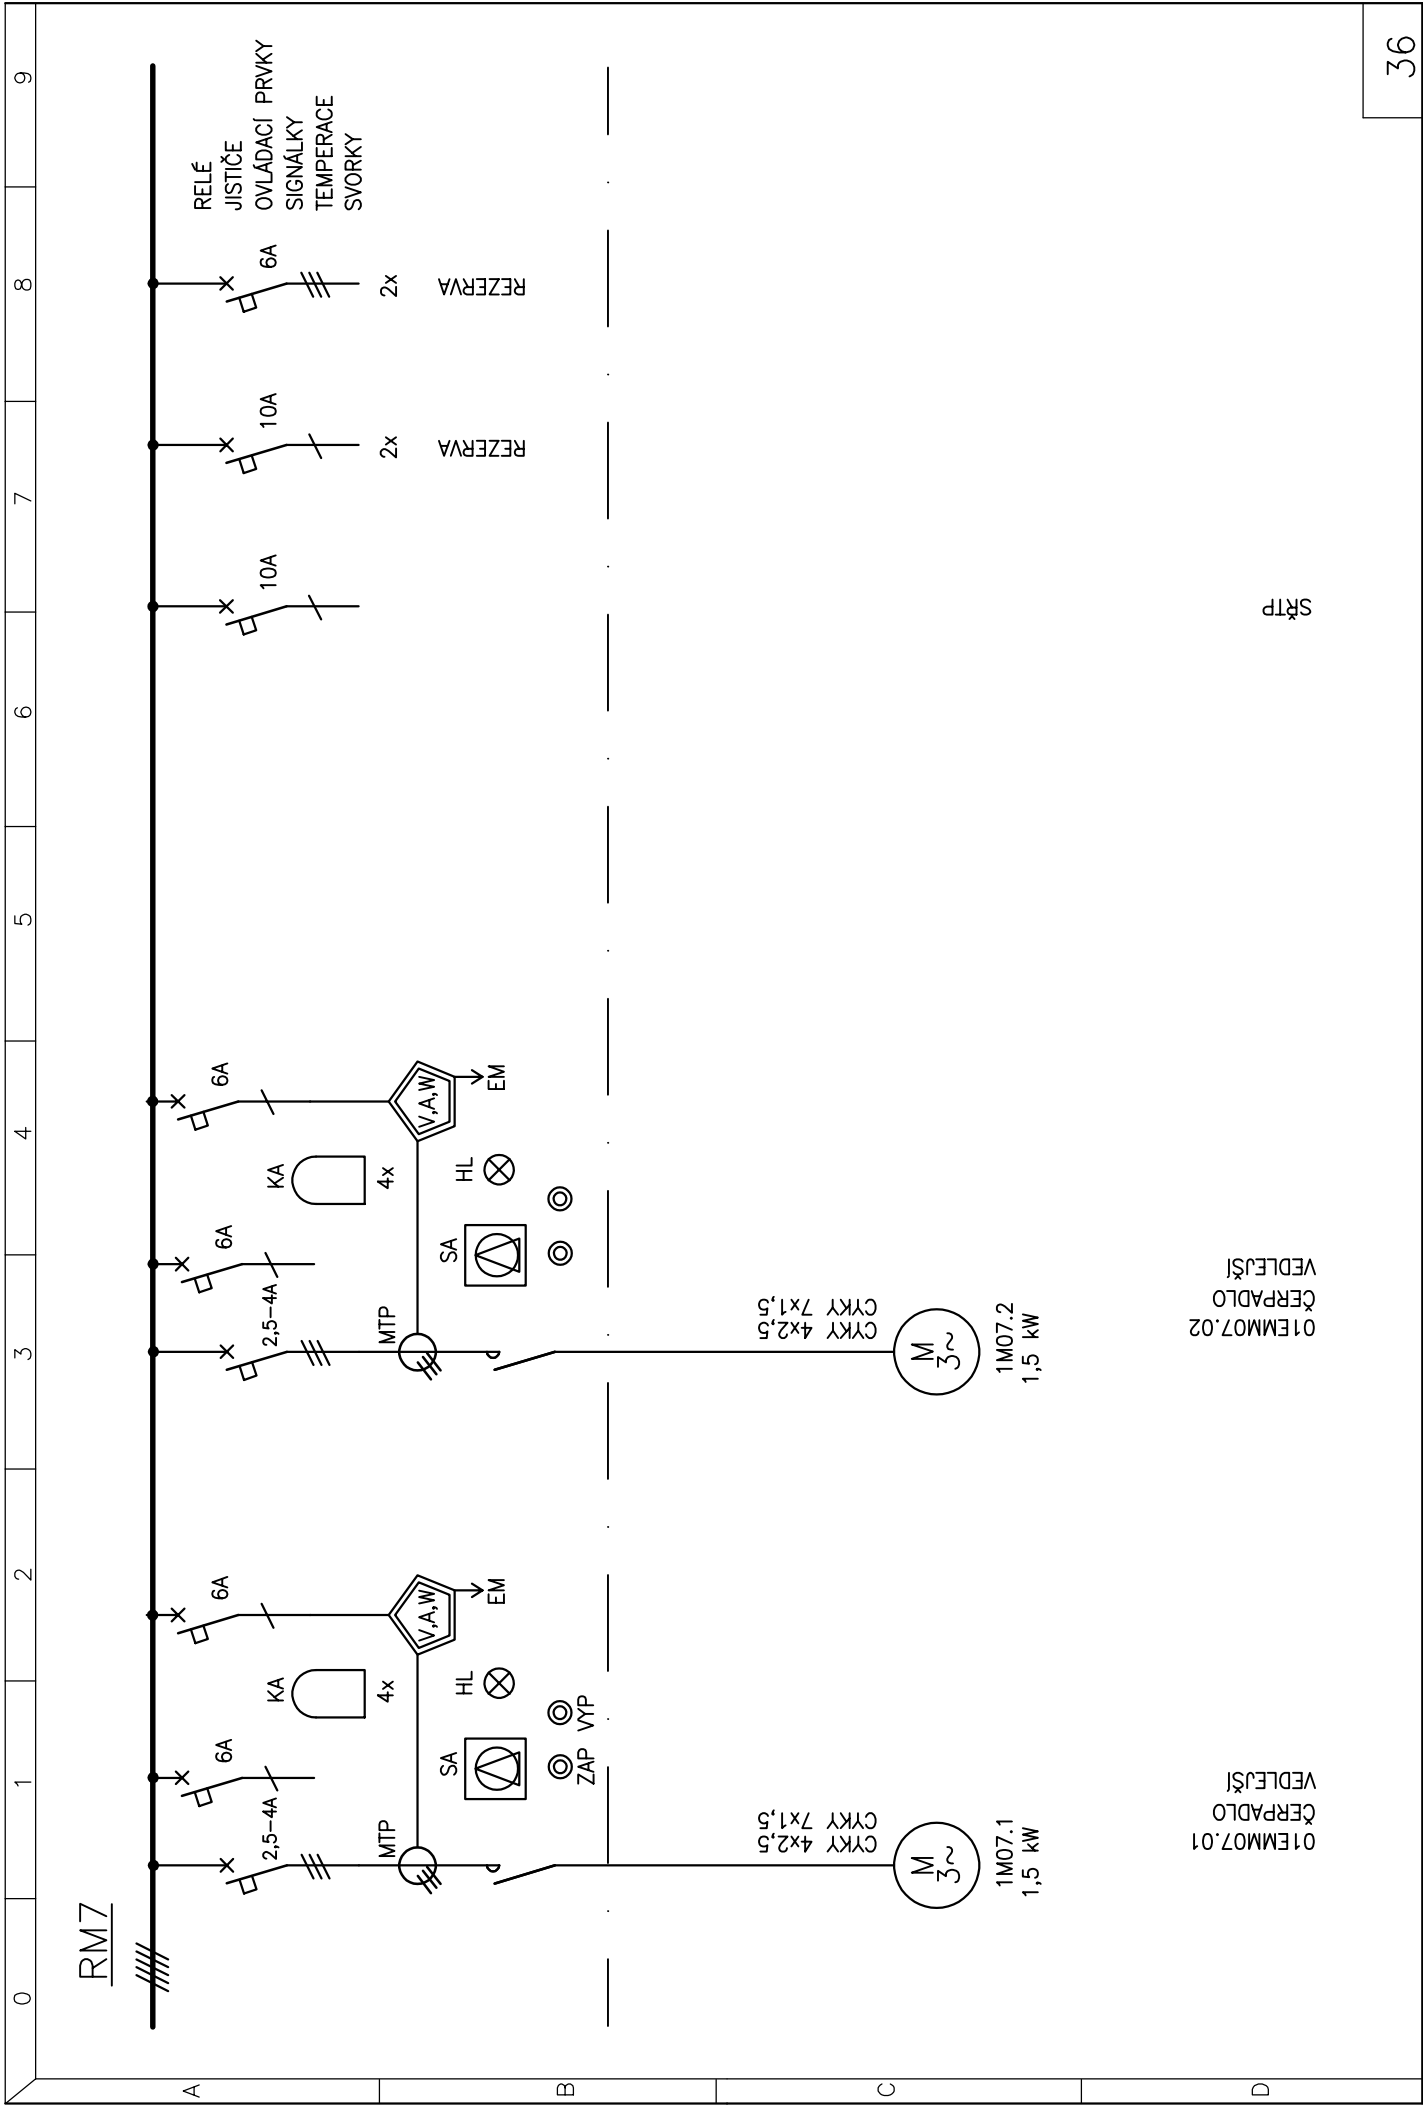 0 1 2 3 4 5 6 7 8 9
RM7
2,5-4A
6A
6A
2,5-4A
6A
6A
10A
10A
6A
RELÉ
JISTIČE
OVLÁDACÍ PRVKY
SIGNÁLKY
TEMPERACE
SVORKY
KA
4x
KA
4x
2x
2x
REZERVA
REZERVA
MTP
V,A,W
EM
MTP
V,A,W
EM
SA
HL
SA
HL
ZAP
VYP
CYKY 7x1,5
CYKY 4x2,5
CYKY 7x1,5
CYKY 4x2,5
M
3~
1M07.1
1,5 kW
M
3~
1M07.2
1,5 kW
01EMM07.01
ČERPADLO
VEDLEJŠÍ
01EMM07.02
ČERPADLO
VEDLEJŠÍ
SŘTP
A
B
C
D
36